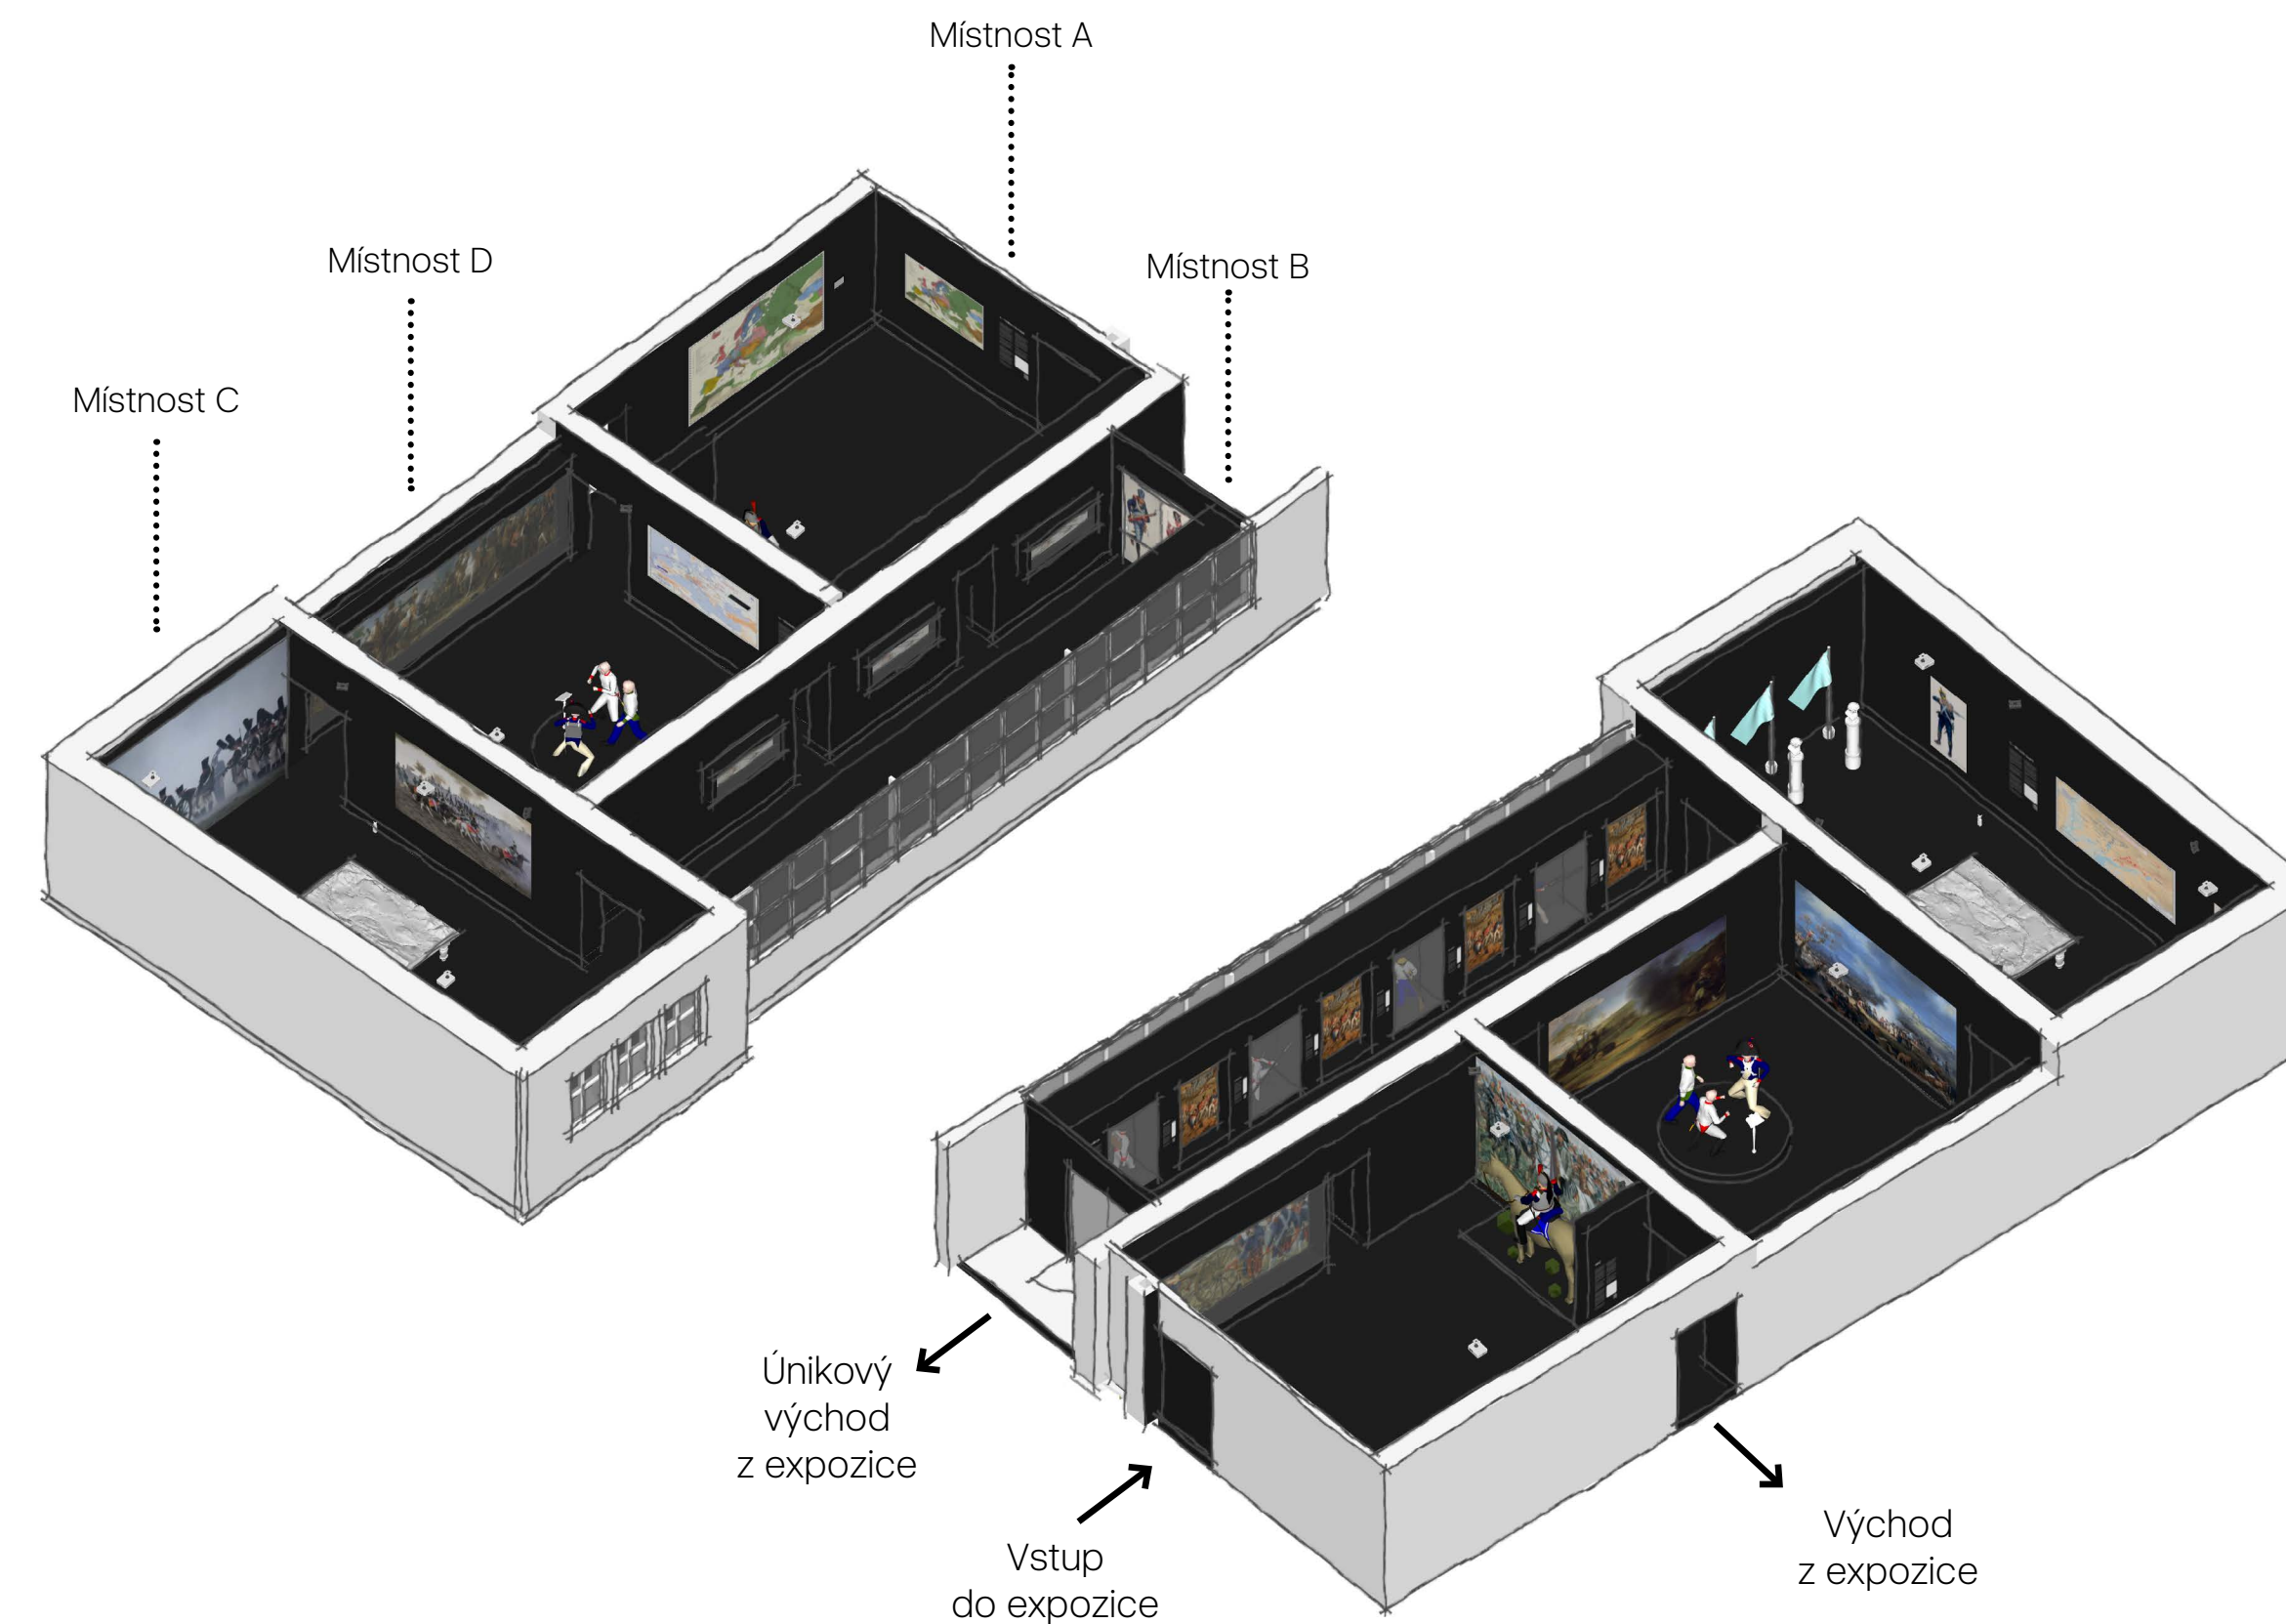 Místnost A
Místnost D
Místnost B
Místnost C
Únikový
východ
z expozice
Vstup
do expozice
Východ
z expozice